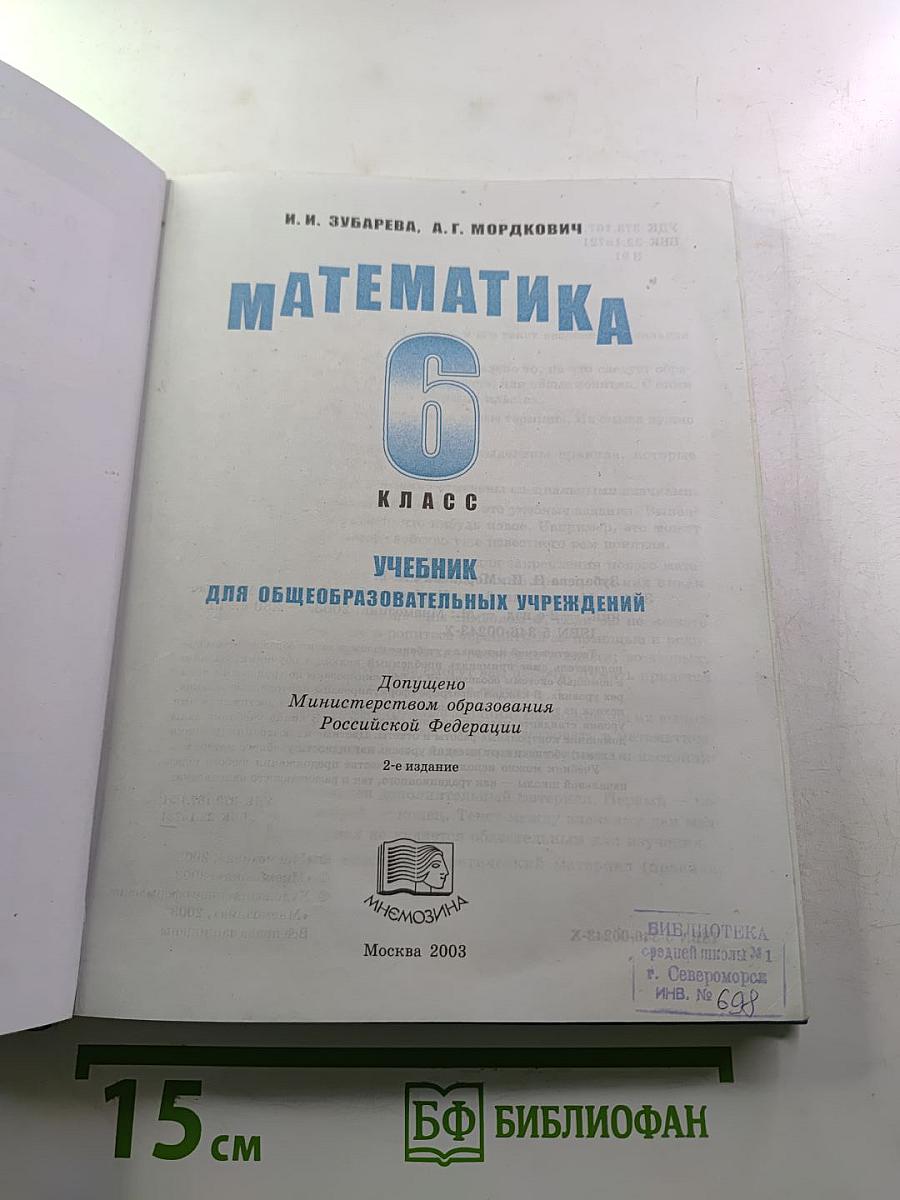 И. И. ЗУБАРЕВА, А. Г. МОРДКОВИЧ
МАТЕМАТИКА
6
КЛАСС
УЧЕБНИК
ДЛЯ ОБЩЕОБРАЗОВАТЕЛЬНЫХ УЧРЕЖДЕНИЙ
Допущено
Министерством образования
Российской Федерации
2-е издание
МНЕМОЗИНА
Москва 2003
БИБЛИОТЕКА
средней школы № 1
г. Североморск
ИНВ. № 698
15 см
БФ БИБЛИОФАН